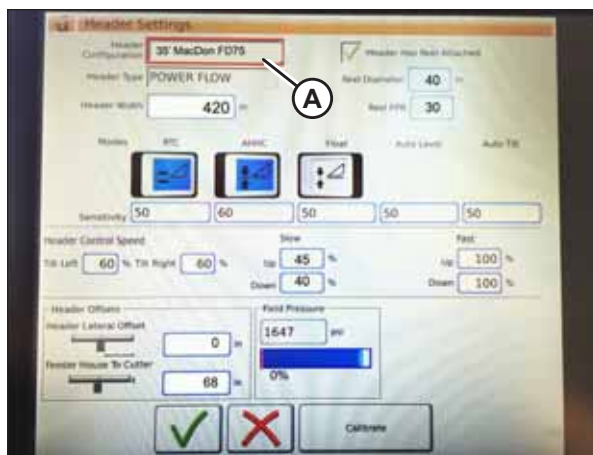 Header Settings
Header Configuration 35' MacDon FD75
Header Has Reel Attached
Header Type POWER FLOW
Reel Diameter 40 in
Header Width 420 in
Reel PPR 30
A
Modes RTC AHHC Float Auto Level Auto Tilt
Sensitivity 50 60 50 50 50
Header Control Speed Slow Fast
Tilt Left 60 % Tilt Right 60 % Up 45 % Up 100 %
Down 40 % Down 100 %
Header Offsets Field Pressure
Header Lateral Offset 1647 psi
0 in
Feeder House To Cutter 0%
68 in
Calibrate